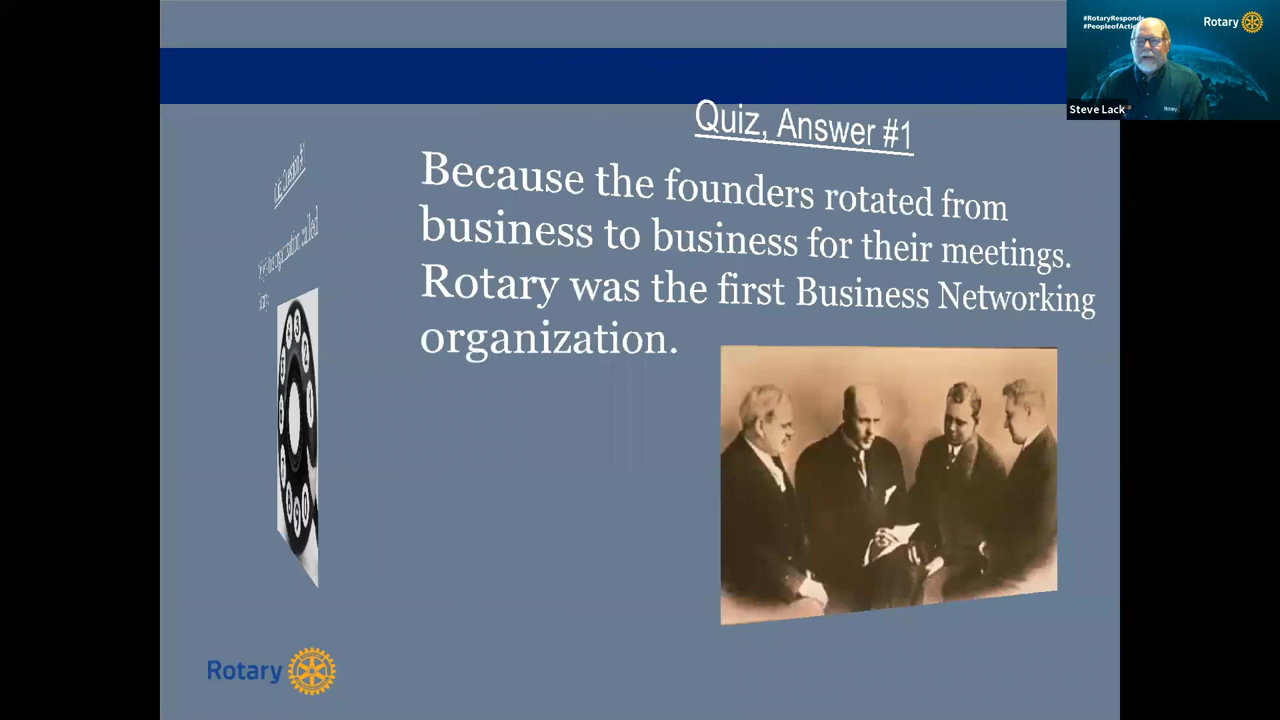 #RotaryResponds
Rotary
Steve Lack
Quiz, Answer #1
Because the founders rotated from
business to business for their meetings.
Rotary was the first Business Networking
organization.
called
Rotary